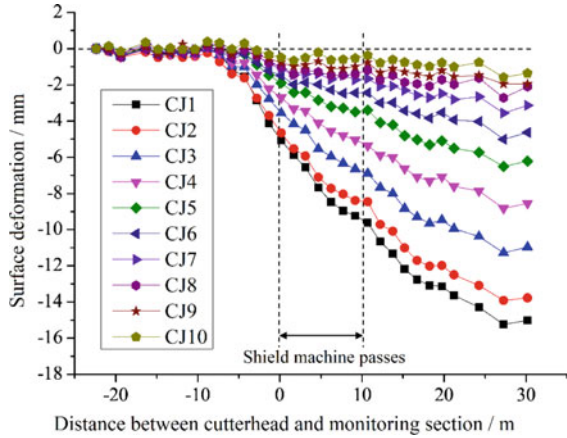 Surface deformation / mm
2
0
-2
-4
-6
-8
-10
-12
-14
-16
-18
CJ1
CJ2
CJ3
CJ4
CJ5
CJ6
CJ7
CJ8
CJ9
CJ10
Shield machine passes
-20 -10 0 10 20 30
Distance between cutterhead and monitoring section / m